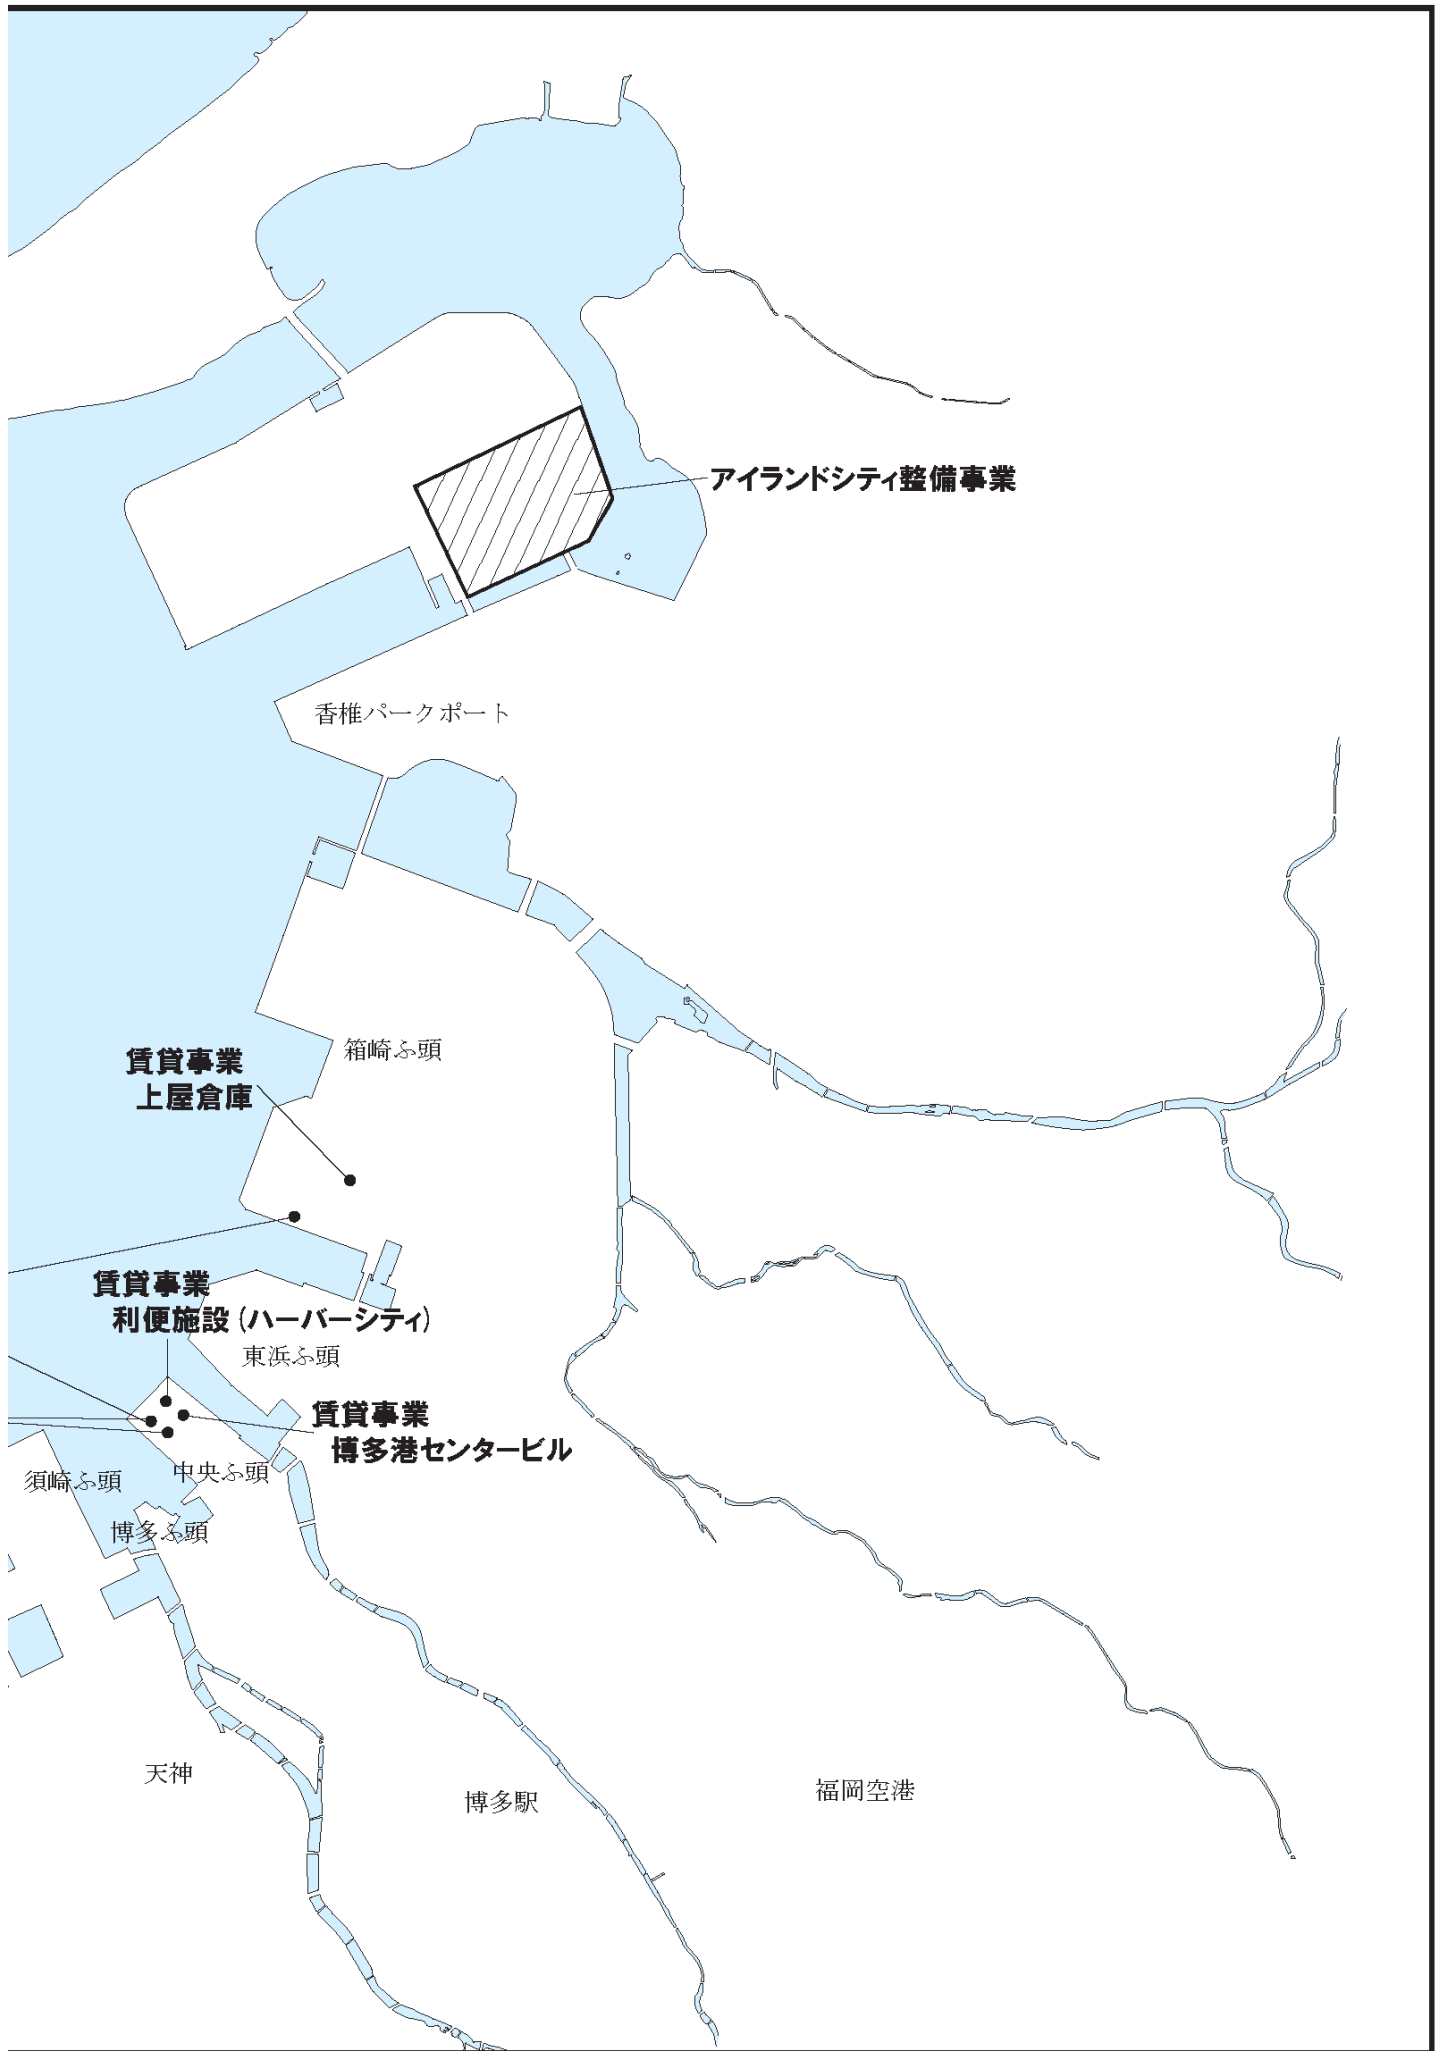 アイランドシティ整備事業
香椎パークポート
箱崎ふ頭
賃貸事業
上屋倉庫
賃貸事業
利便施設(ハーバーシティ)
東浜ふ頭
賃貸事業
博多港センタービル
中央ふ頭
須崎ふ頭
博多ふ頭
天神
博多駅
福岡空港